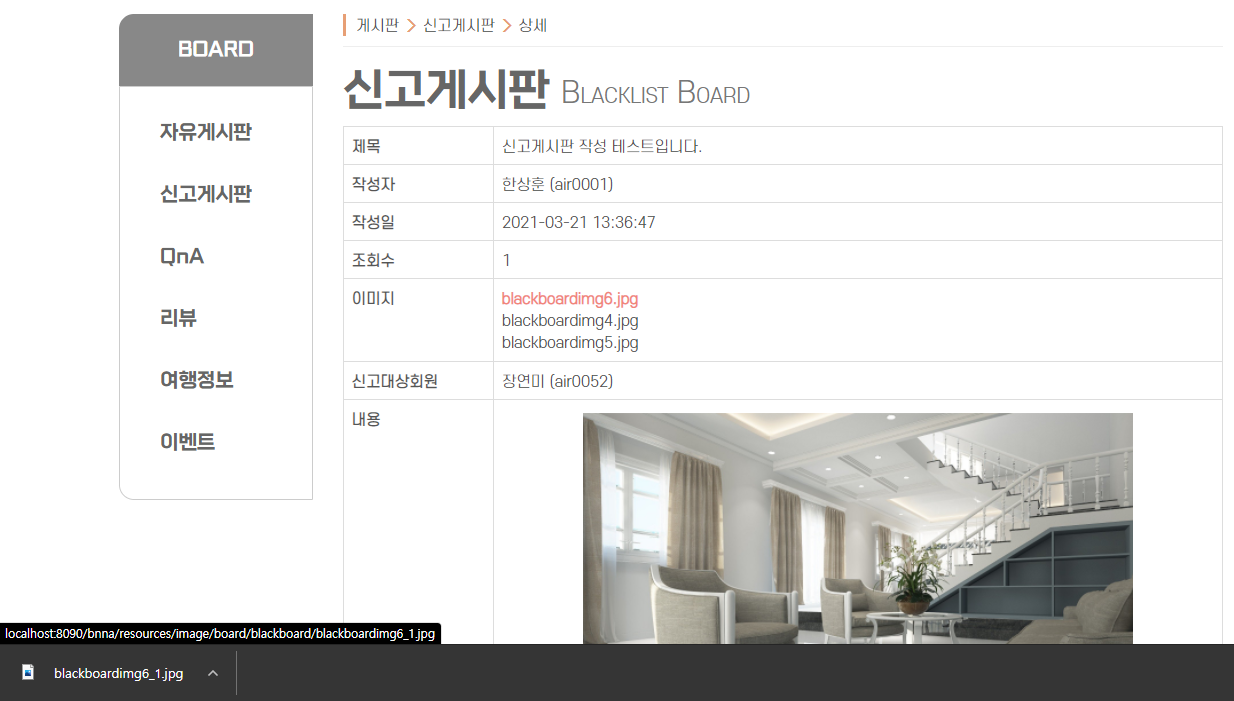 BOARD
자유게시판
신고게시판
QnA
리뷰
여행정보
이벤트
게시판 > 신고게시판 > 상세
신고게시판 BLACKLIST BOARD
제목 신고게시판 작성 테스트입니다.
작성자 한상훈 (air0001)
작성일 2021-03-21 13:36:47
조회수 1
이미지 blackboardimg6.jpg
blackboardimg4.jpg
blackboardimg5.jpg
신고대상회원 장연미 (air0052)
내용
localhost:8090/bnna/resources/image/board/blackboard/blackboardimg6_1.jpg
blackboardimg6_1.jpg